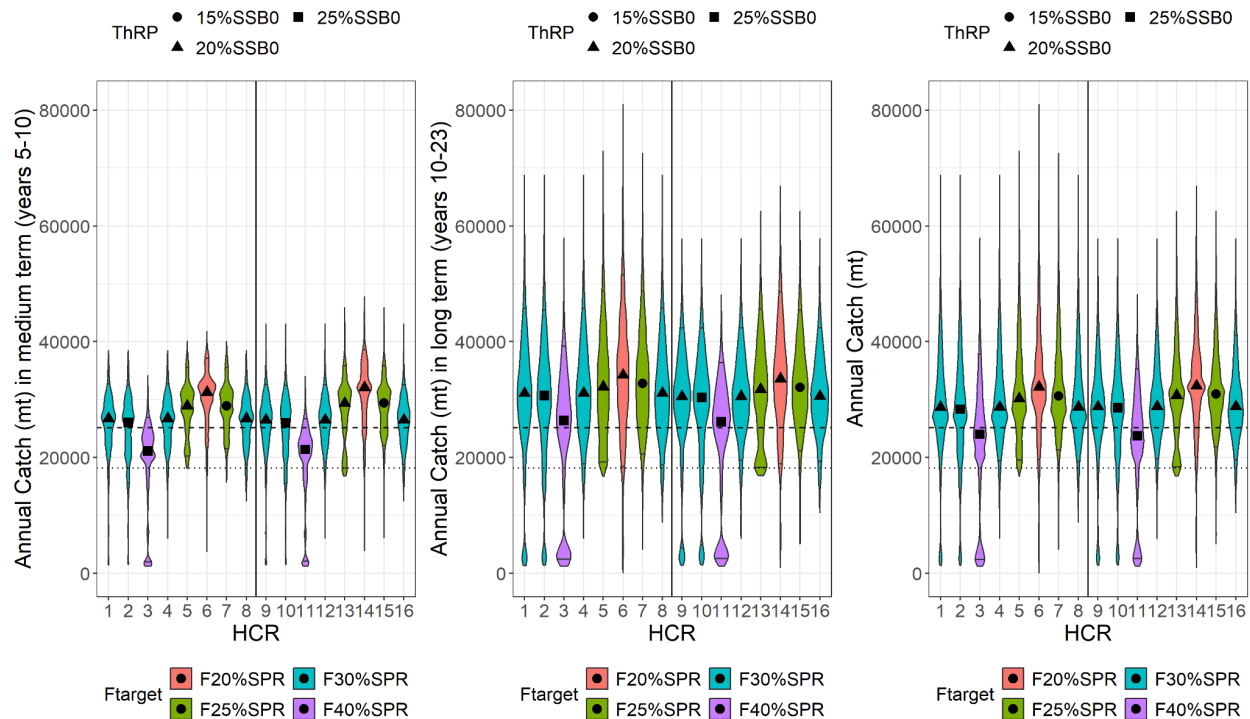 ThRP ● 15%SSB0 ■ 25%SSB0
▲ 20%SSB0
Annual Catch (mt) in medium term (years 5-10)
80000
60000
40000
20000
0
1 2 3 4 5 6 7 8 9 10 11 12 13 14 15 16
HCR
Ftarget F20%SPR F30%SPR
F25%SPR F40%SPR
ThRP ● 15%SSB0 ■ 25%SSB0
▲ 20%SSB0
Annual Catch (mt) in long term (years 10-23)
80000
60000
40000
20000
0
1 2 3 4 5 6 7 8 9 10 11 12 13 14 15 16
HCR
Ftarget F20%SPR F30%SPR
F25%SPR F40%SPR
ThRP ● 15%SSB0 ■ 25%SSB0
▲ 20%SSB0
Annual Catch (mt)
80000
60000
40000
20000
0
1 2 3 4 5 6 7 8 9 10 11 12 13 14 15 16
HCR
Ftarget F20%SPR F30%SPR
F25%SPR F40%SPR